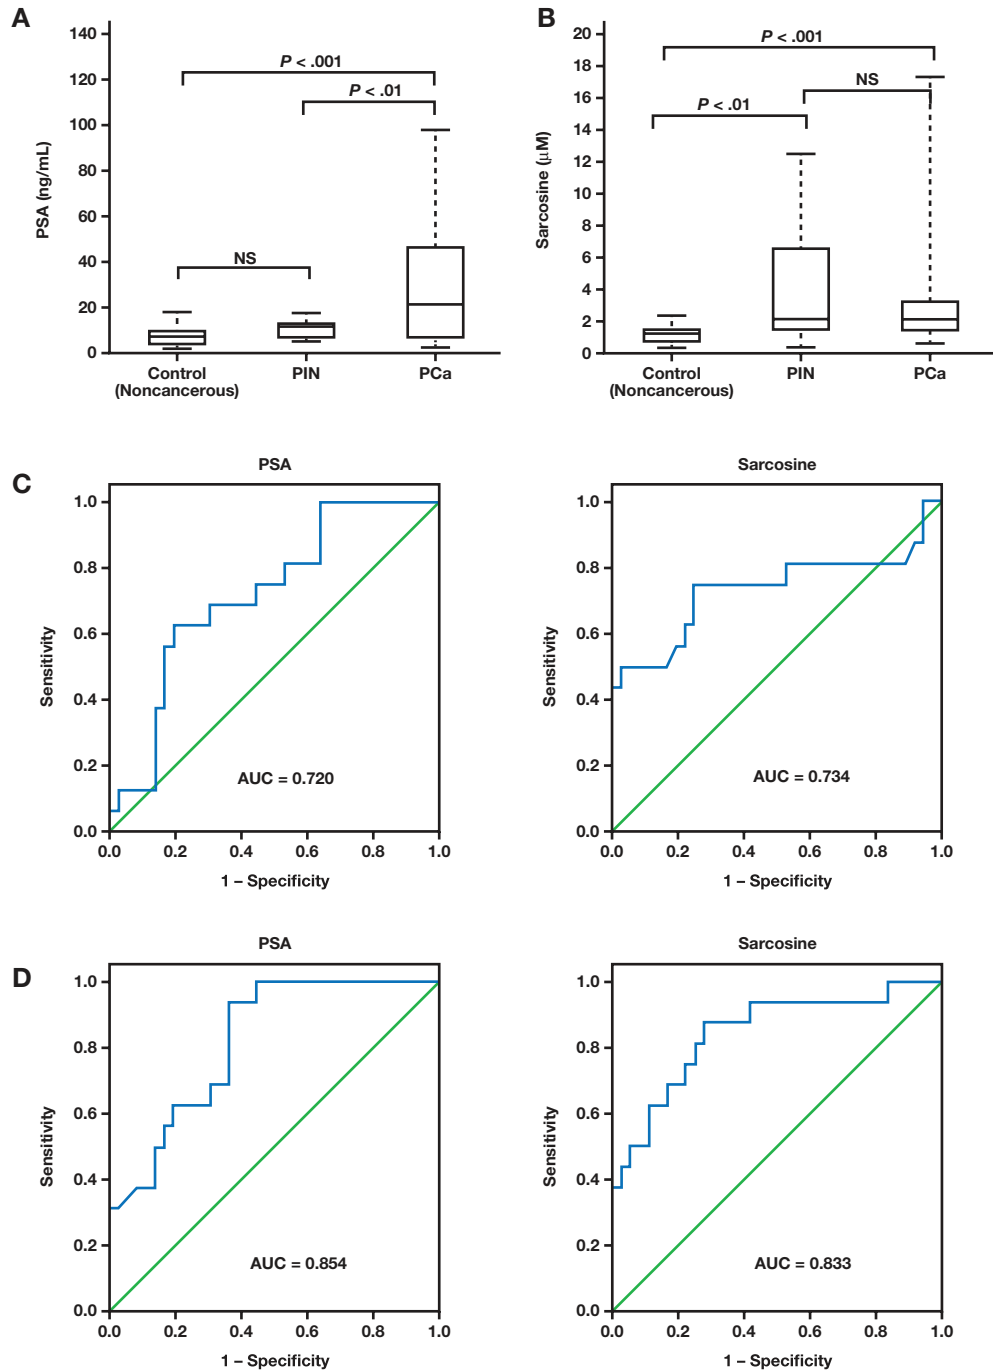 A
PSA (ng/mL)
140
120
100
80
60
40
20
0
P < .001
P < .01
NS
Control
(Noncancerous)
PIN
PCa
B
Sarcosine (μM)
20
18
16
14
12
10
8
6
4
2
0
P < .001
NS
P < .01
Control
(Noncancerous)
PIN
PCa
C
PSA
Sensitivity
1.0
0.8
0.6
0.4
0.2
0.0
AUC = 0.720
0.0 0.2 0.4 0.6 0.8 1.0
1 – Specificity
Sarcosine
Sensitivity
1.0
0.8
0.6
0.4
0.2
0.0
AUC = 0.734
0.0 0.2 0.4 0.6 0.8 1.0
1 – Specificity
D
PSA
Sensitivity
1.0
0.8
0.6
0.4
0.2
0.0
AUC = 0.854
0.0 0.2 0.4 0.6 0.8 1.0
1 – Specificity
Sarcosine
Sensitivity
1.0
0.8
0.6
0.4
0.2
0.0
AUC = 0.833
0.0 0.2 0.4 0.6 0.8 1.0
1 – Specificity